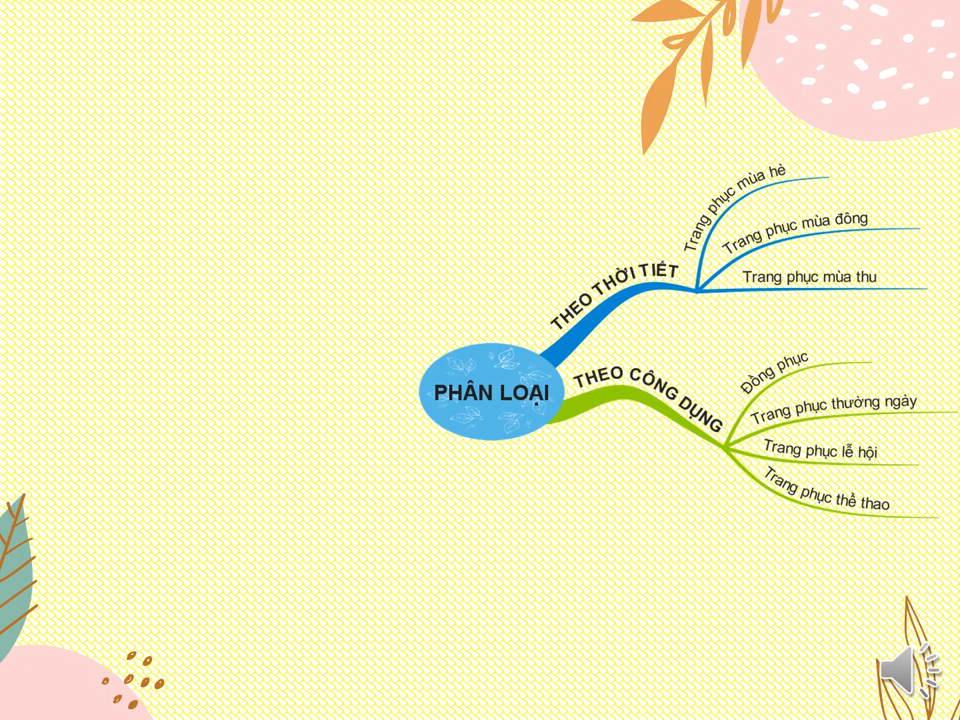 PHÂN LOẠI
THEO THỜI TIẾT
Trang phục mùa hè
Trang phục mùa đông
Trang phục mùa thu
THEO CÔNG DỤNG
Đồng phục
Trang phục thường ngày
Trang phục lễ hội
Trang phục thể thao